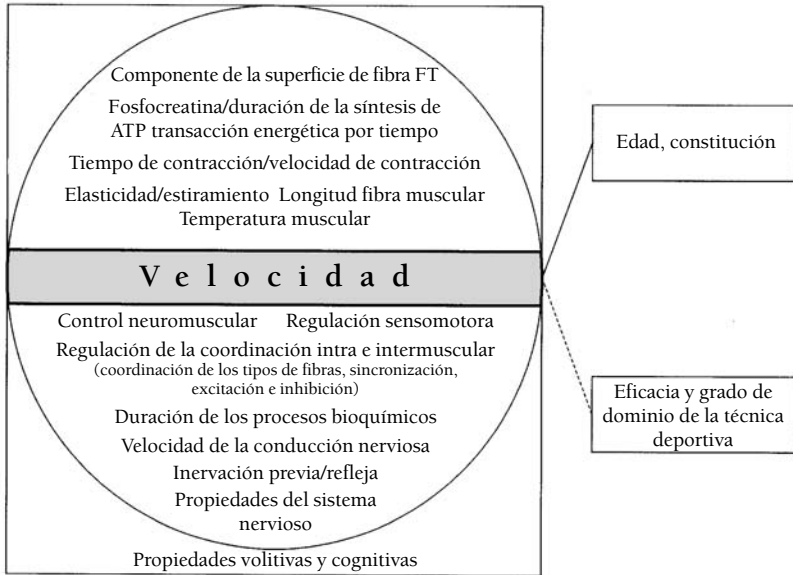 Componente de la superficie de fibra FT
Fosfocreatina/duración de la síntesis de
ATP transacción energética por tiempo
Tiempo de contracción/velocidad de contracción
Elasticidad/estiramiento Longitud fibra muscular
Temperatura muscular
Velocidad
Control neuromuscular Regulación sensomotora
Regulación de la coordinación intra e intermuscular
(coordinación de los tipos de fibras, sincronización,
excitación e inhibición)
Duración de los procesos bioquímicos
Velocidad de la conducción nerviosa
Inervación previa/refleja
Propiedades del sistema
nervioso
Propiedades volitivas y cognitivas
Edad, constitución
Eficacia y grado de
dominio de la técnica
deportiva